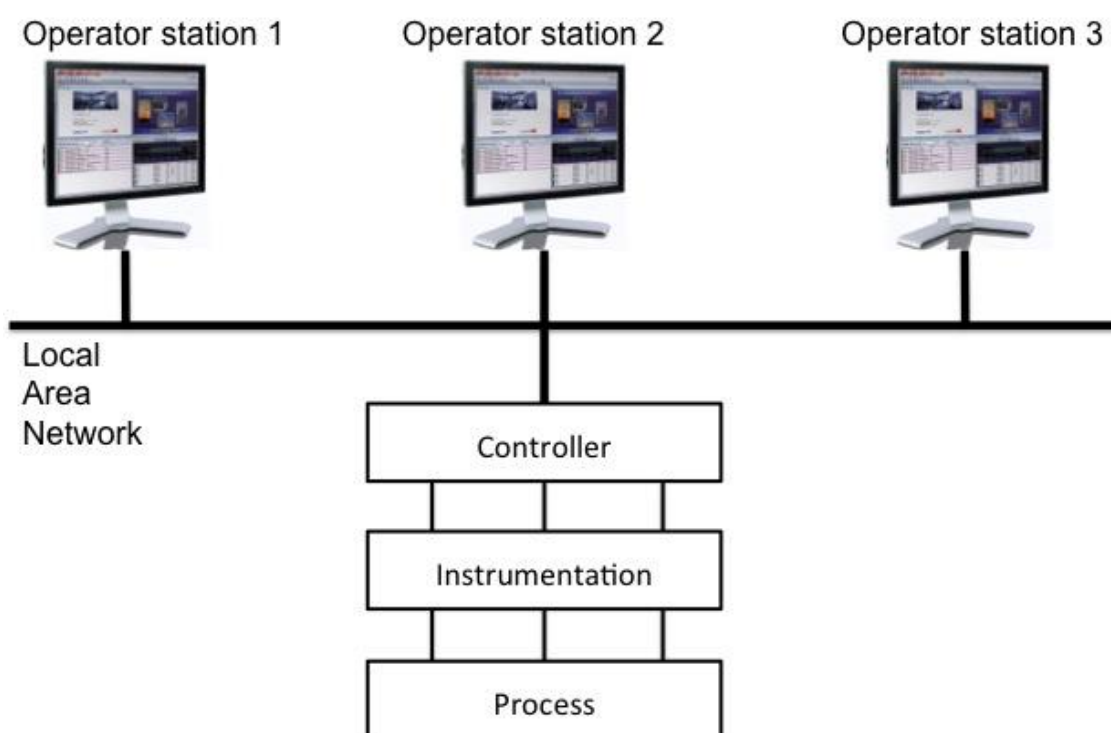 Operator station 1
Operator station 2
Operator station 3
Local
Area
Network
Controller
Instrumentation
Process